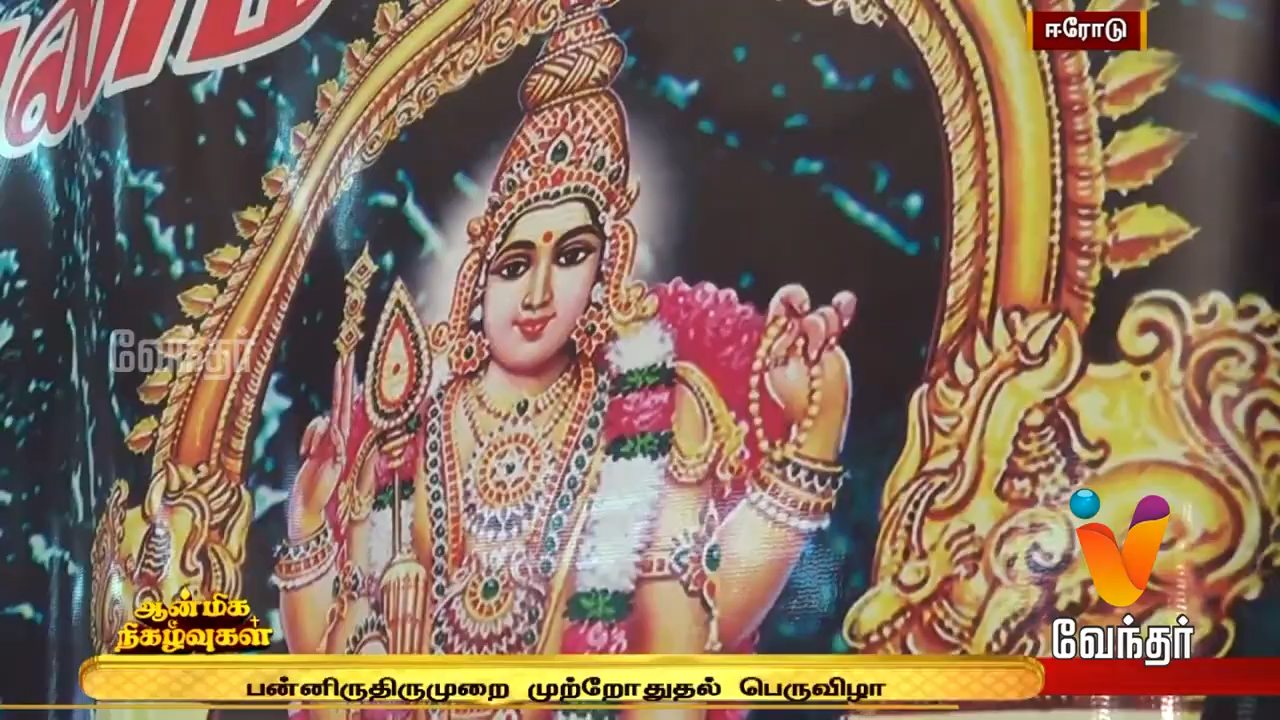 ஈரோடு
வேந்தர்
ஆன்மிக
நிகழ்வுகள்
வேந்தர்
பன்னிருதிருமுறை முற்றோதுதல் பெருவிழா